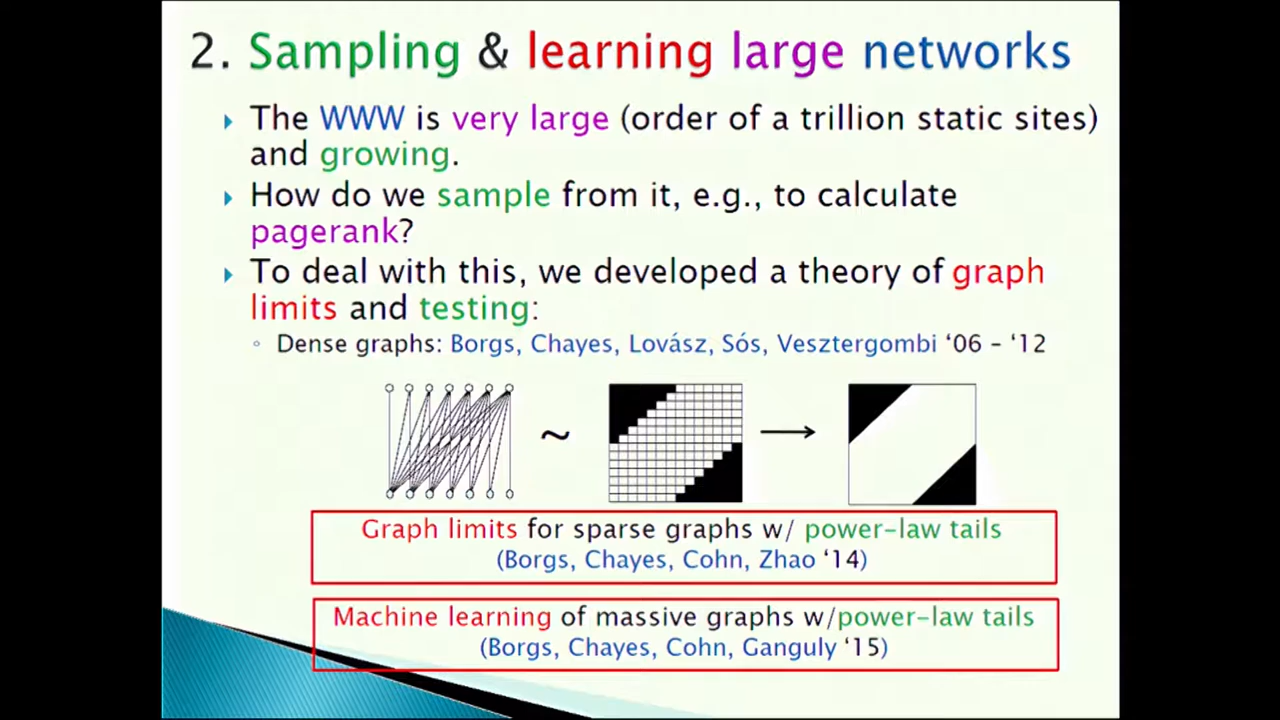 2. Sampling & learning large networks
The WWW is very large (order of a trillion static sites)
and growing.
How do we sample from it, e.g., to calculate
pagerank?
To deal with this, we developed a theory of graph
limits and testing:
Dense graphs: Borgs, Chayes, Lovász, Sós, Vesztergombi ‘06 – ‘12
~
Graph limits for sparse graphs w/ power-law tails
(Borgs, Chayes, Cohn, Zhao ‘14)
Machine learning of massive graphs w/power-law tails
(Borgs, Chayes, Cohn, Ganguly ‘15)